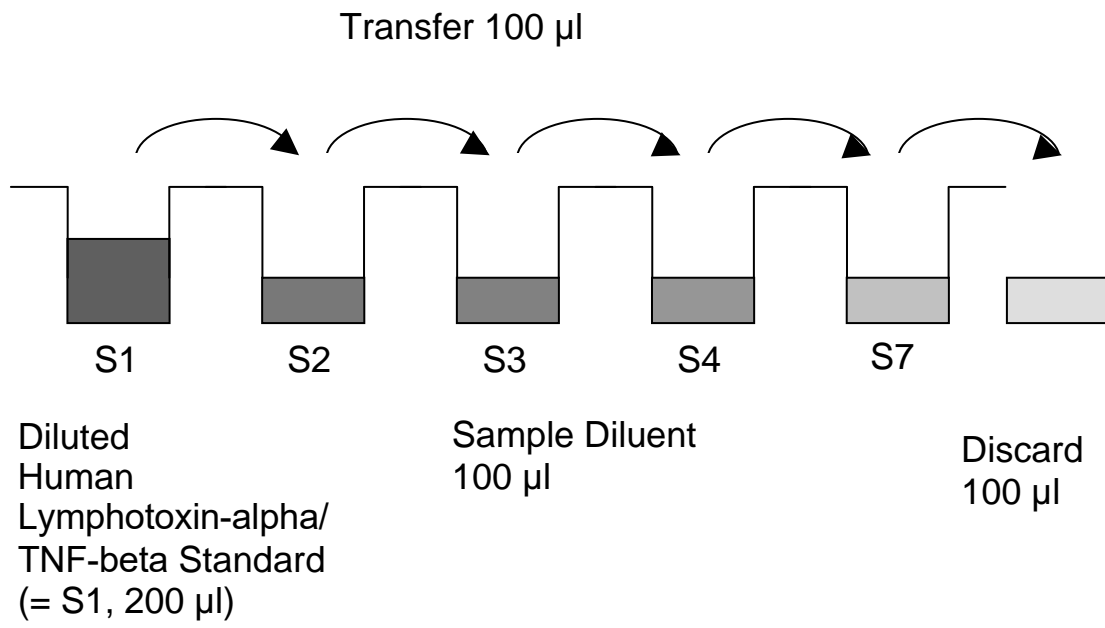 Transfer 100 µl
S1
S2
S3
S4
S7
Diluted
Human
Lymphotoxin-alpha/
TNF-beta Standard
(= S1, 200 µl)
Sample Diluent
100 µl
Discard
100 µl